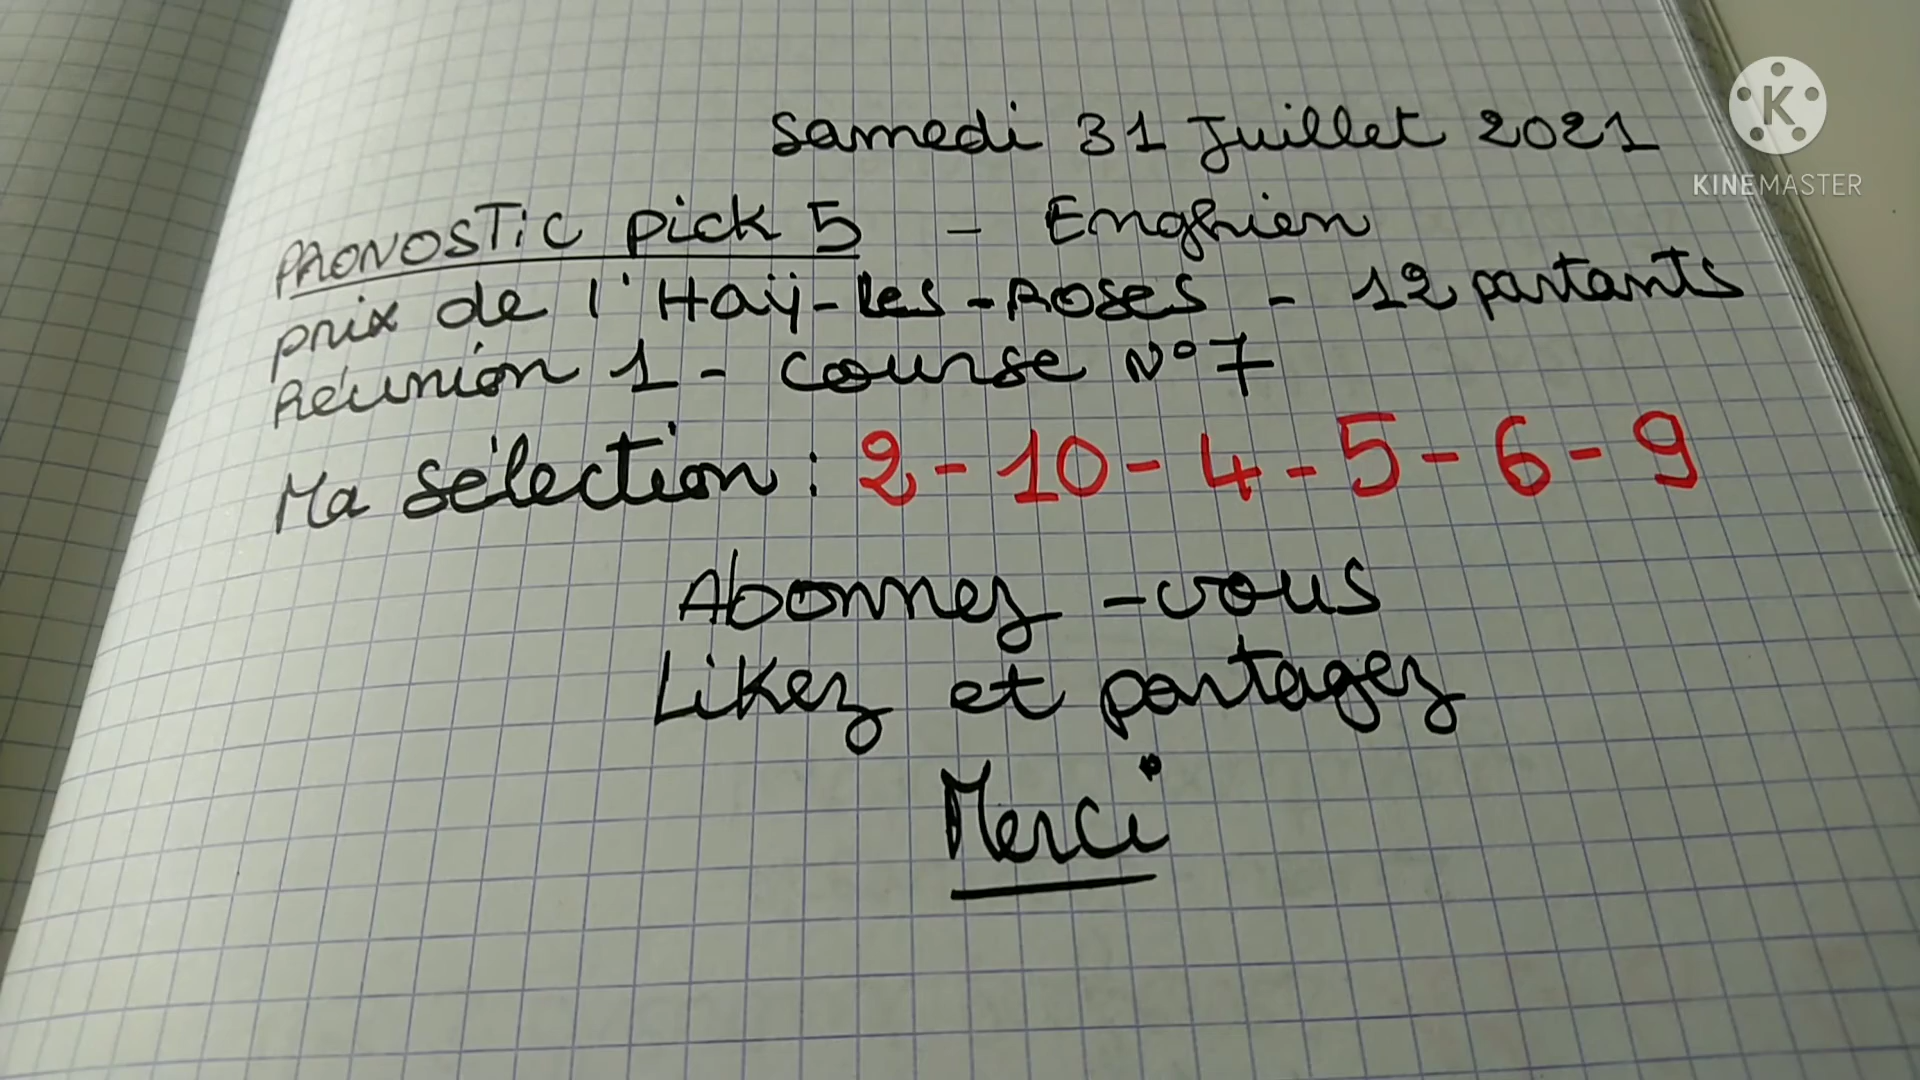 Samedi 31 Juillet 2021
PRONOSTIC pick 5 - Enghien
prix de l'Haÿ-les-Roses - 12 partants
Réunion 1 - course N°7
Ma sélection : 2 - 10 - 4 - 5 - 6 - 9
Abonnez-vous
Likez et partagez
Merci
K
KINEMASTER